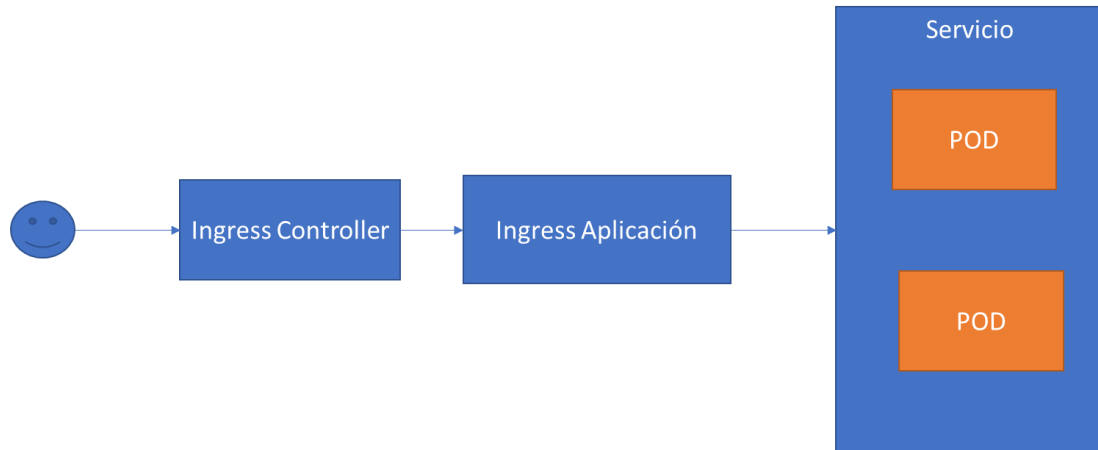 Servicio
POD
Ingress Controller
Ingress Aplicación
POD